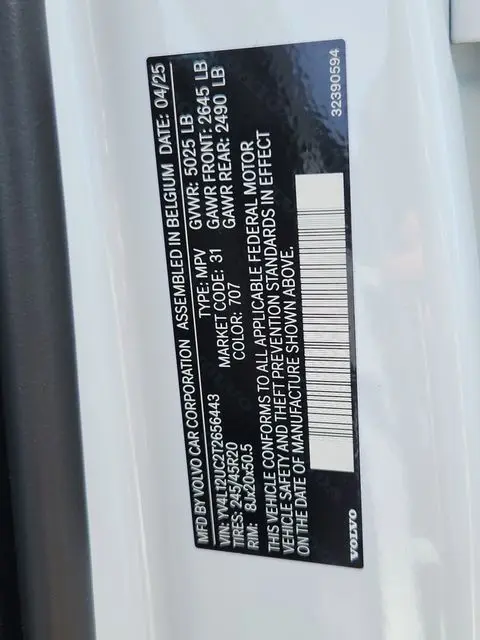 MFD BY VOLVO CAR CORPORATION ASSEMBLED IN BELGIUM DATE: 04/25
VIN: YV4L12UC2T2656443 TYPE: MPV GVWR: 5025 LB
TIRES: 245/45R20 MARKET CODE: 31 GAWR FRONT: 2645 LB
RIM: 8Jx20x50.5 COLOR: 707 GAWR REAR: 2490 LB
THIS VEHICLE CONFORMS TO ALL APPLICABLE FEDERAL MOTOR
VEHICLE SAFETY AND THEFT PREVENTION STANDARDS IN EFFECT
ON THE DATE OF MANUFACTURE SHOWN ABOVE.
VOLVO 32390594